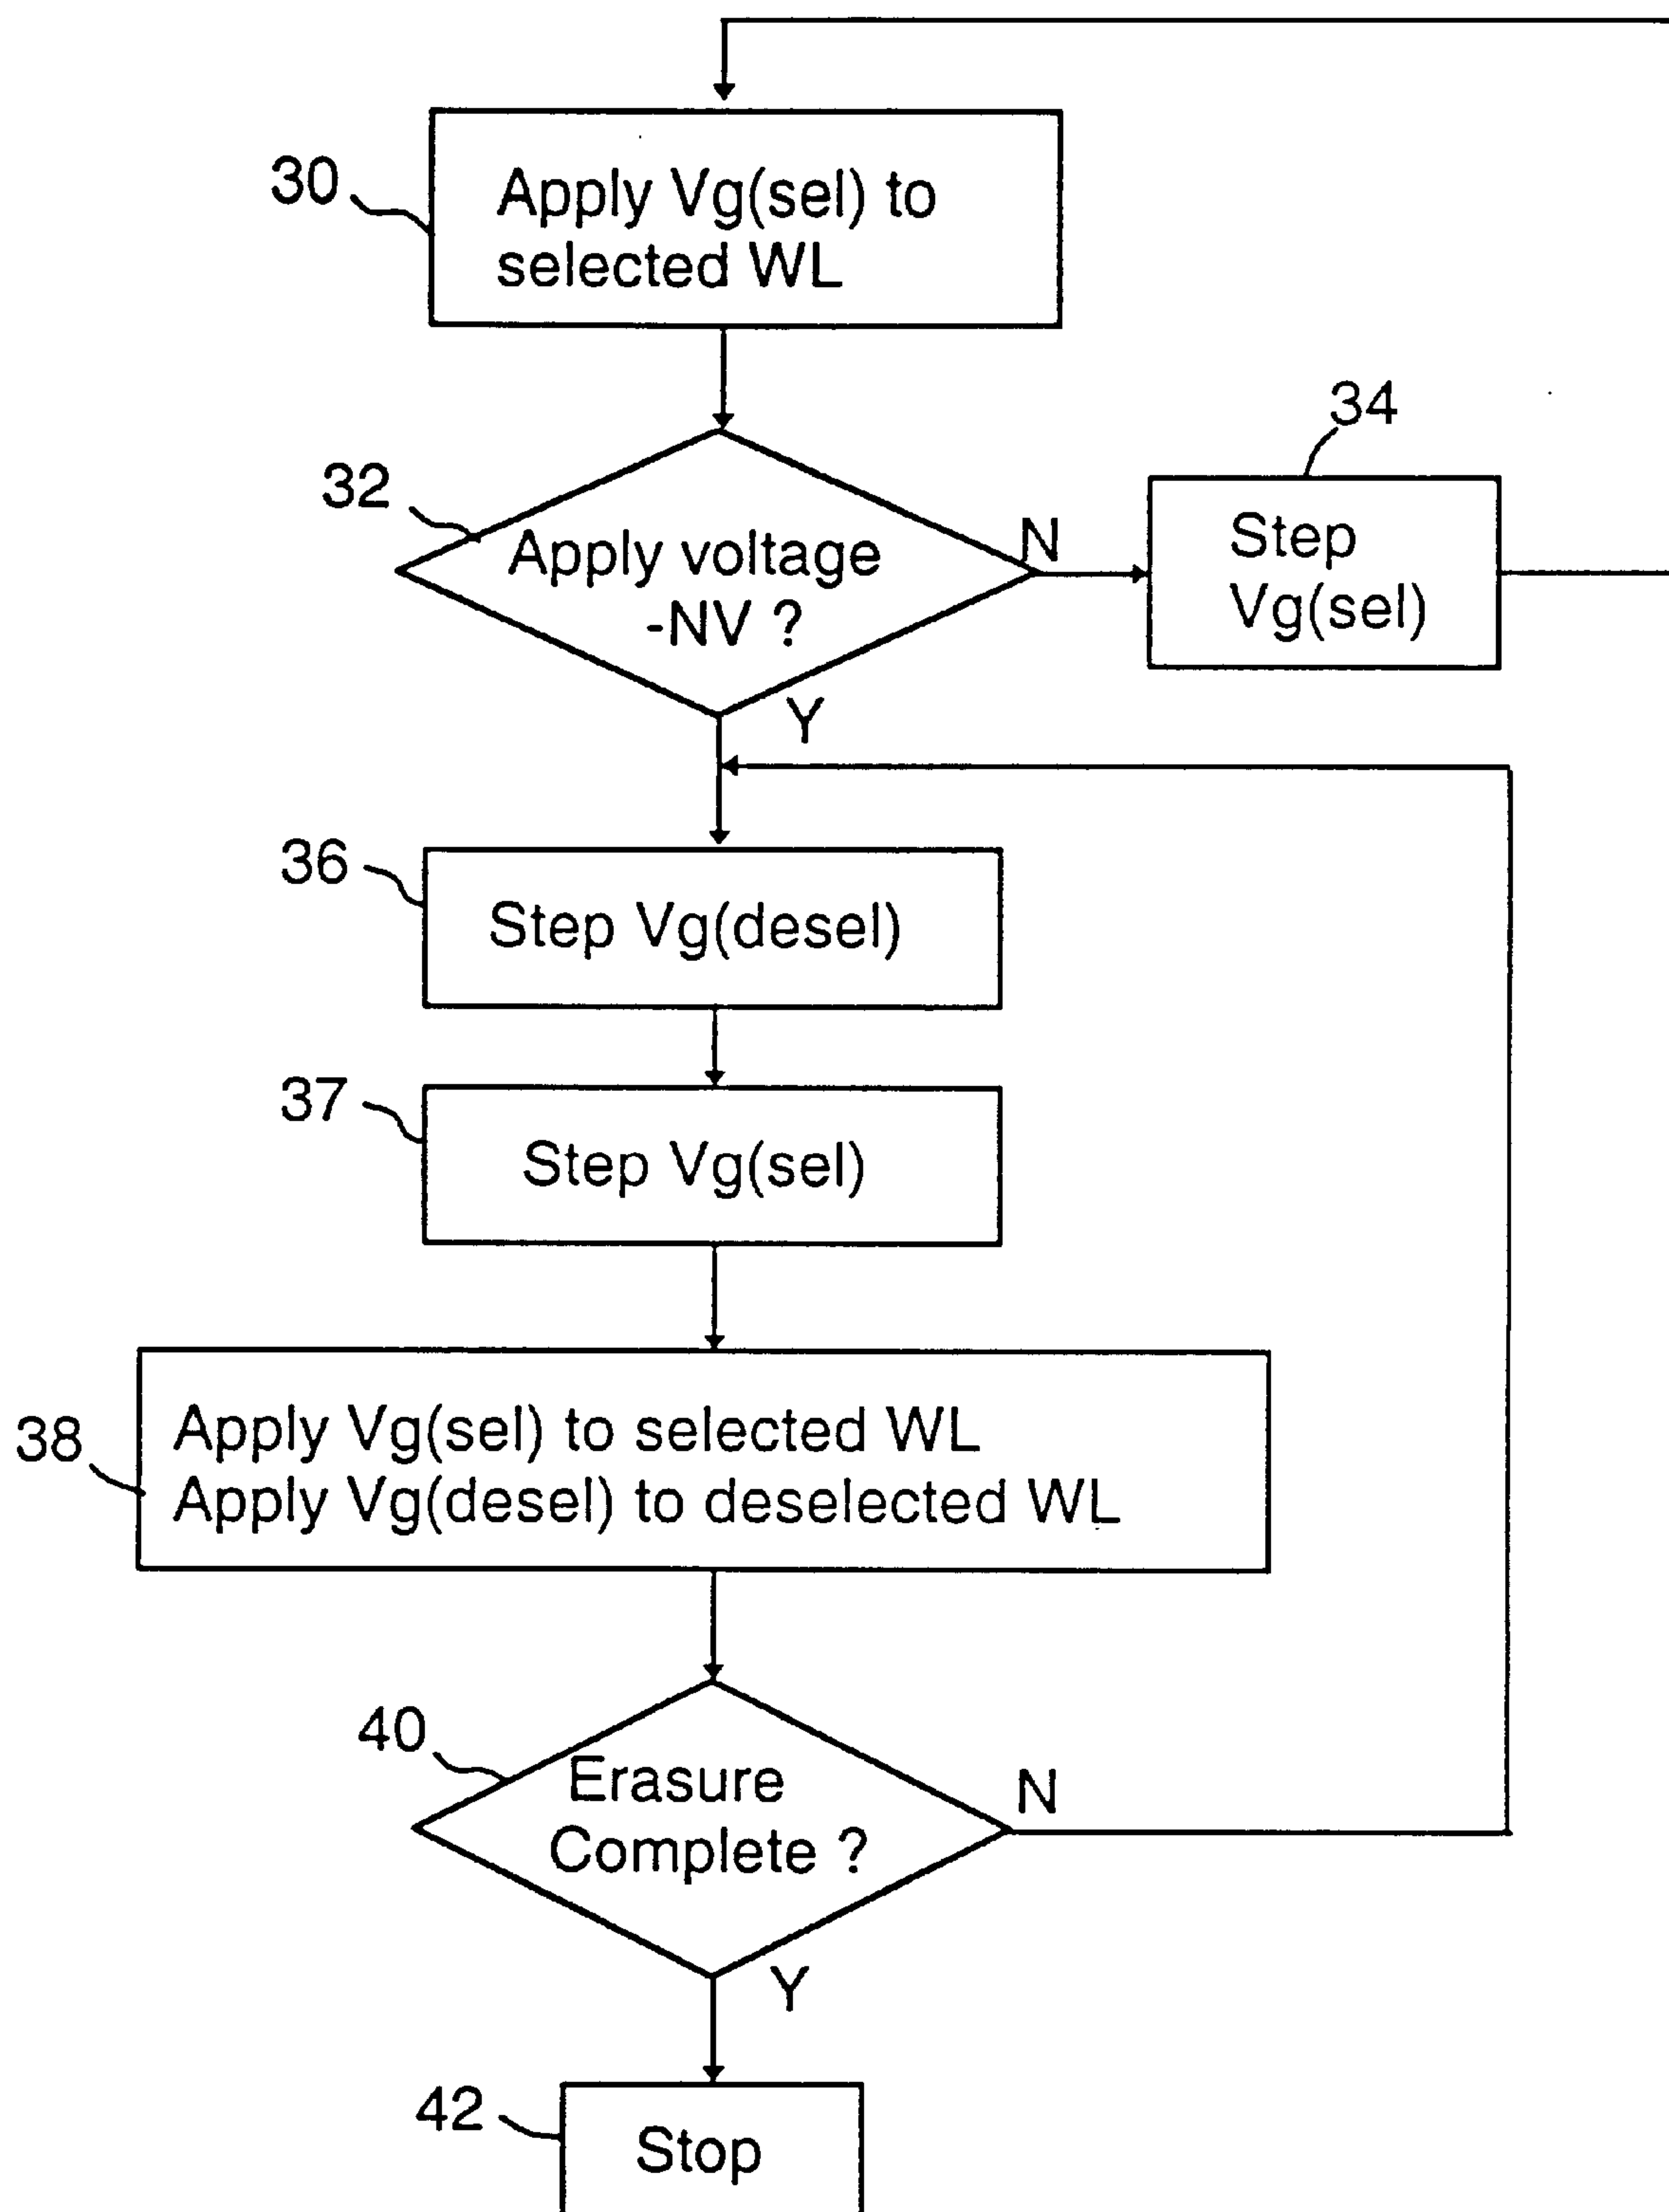 30
Apply Vg(sel) to
selected WL
34
32
Apply voltage
-NV ?
N
Step
Vg(sel)
Y
36
Step Vg(desel)
37
Step Vg(sel)
38
Apply Vg(sel) to selected WL
Apply Vg(desel) to deselected WL
40
Erasure
Complete ?
N
Y
42
Stop